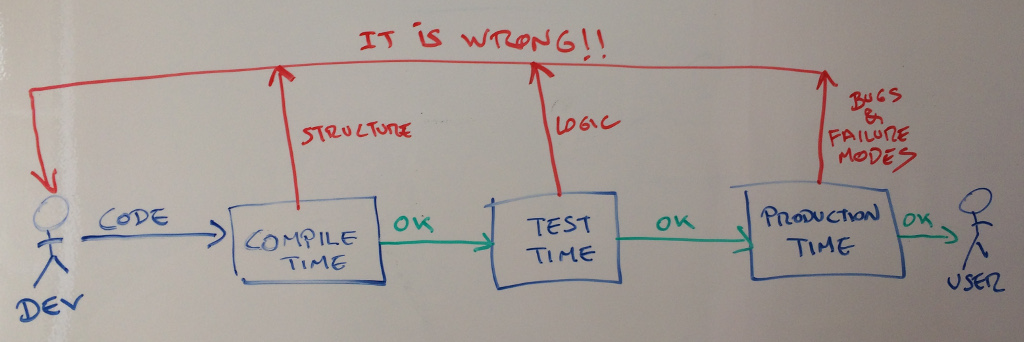 IT IS WRONG!!
STRUCTURE
LOGIC
BUGS
&
FAILURE
MODES
CODE
COMPILE
TIME
OK
TEST
TIME
OK
PRODUCTION
TIME
OK
DEV
USER